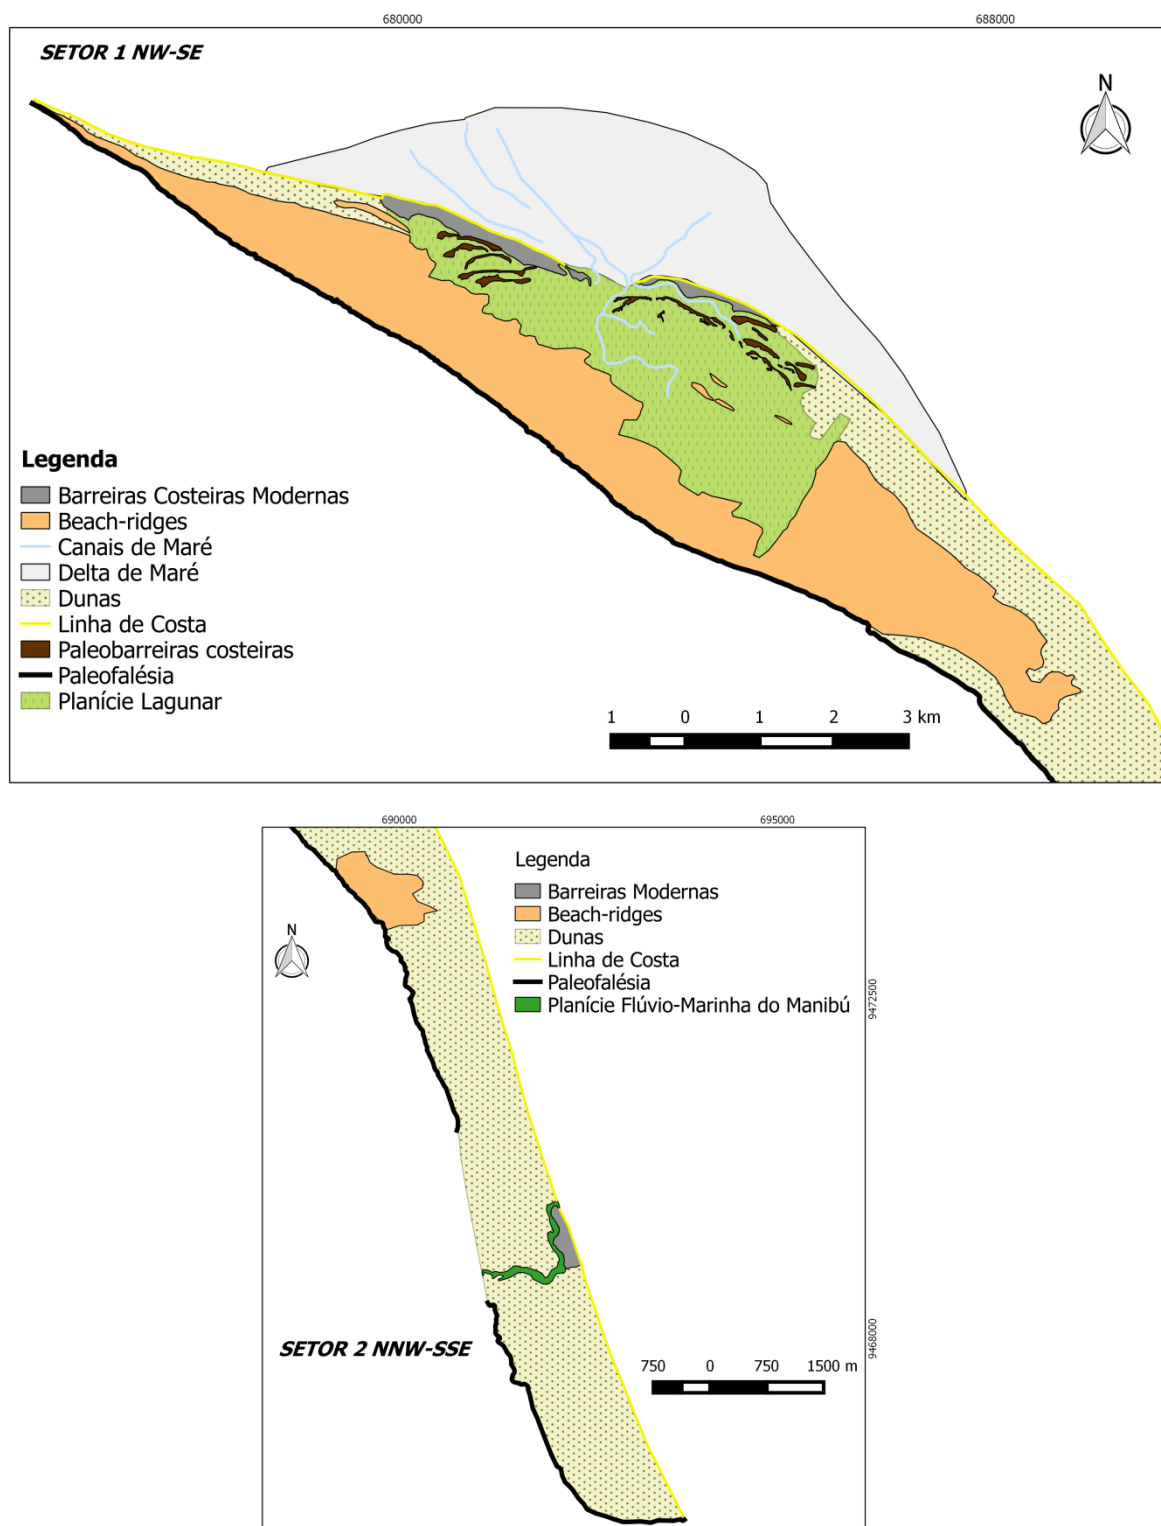 680000
688000
SETOR 1 NW-SE
N
Legenda
Barreiras Costeiras Modernas
Beach-ridges
Canais de Maré
Delta de Maré
Dunas
Linha de Costa
Paleobarreiras costeiras
Paleofalésia
Planície Lagunar
1 0 1 2 3 km
690000
695000
Legenda
Barreiras Modernas
Beach-ridges
Dunas
Linha de Costa
Paleofalésia
Planície Flúvio-Marinha do Manibú
N
9472500
SETOR 2 NNW-SSE
9468000
750 0 750 1500 m